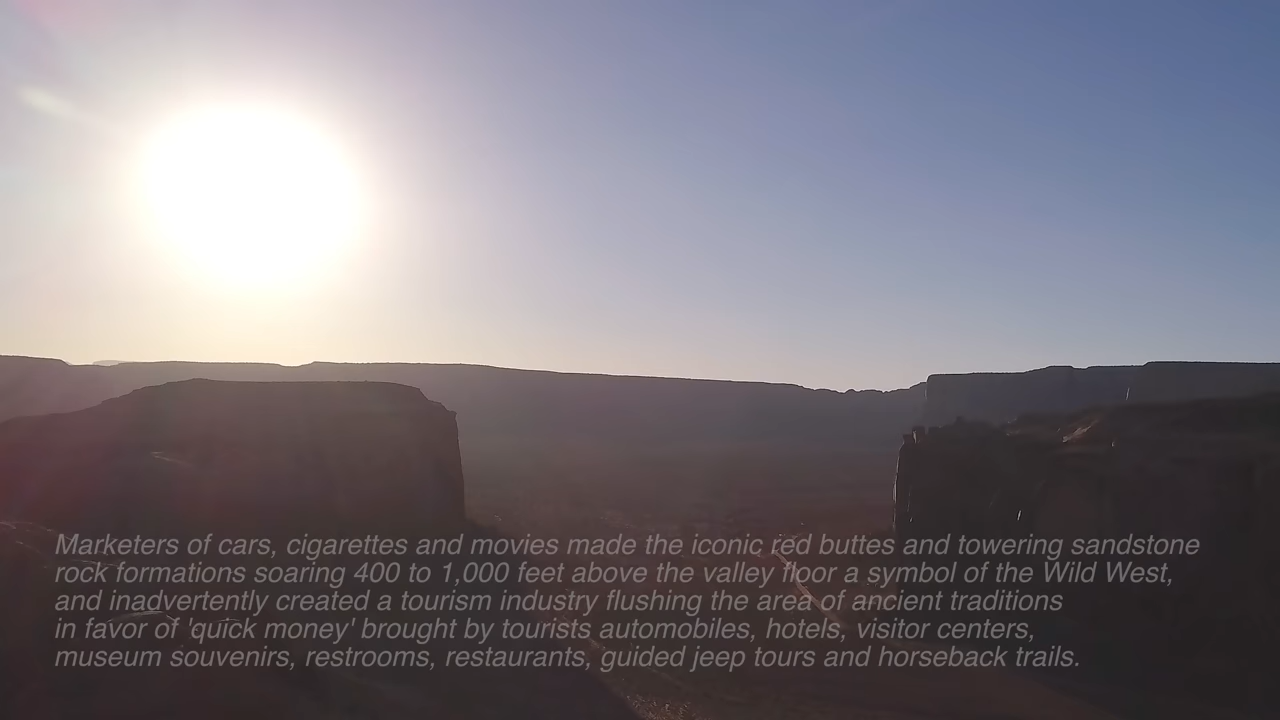 Marketers of cars, cigarettes and movies made the iconic red buttes and towering sandstone
rock formations soaring 400 to 1,000 feet above the valley floor a symbol of the Wild West,
and inadvertently created a tourism industry flushing the area of ancient traditions
in favor of 'quick money' brought by tourists automobiles, hotels, visitor centers,
museum souvenirs, restrooms, restaurants, guided jeep tours and horseback trails.